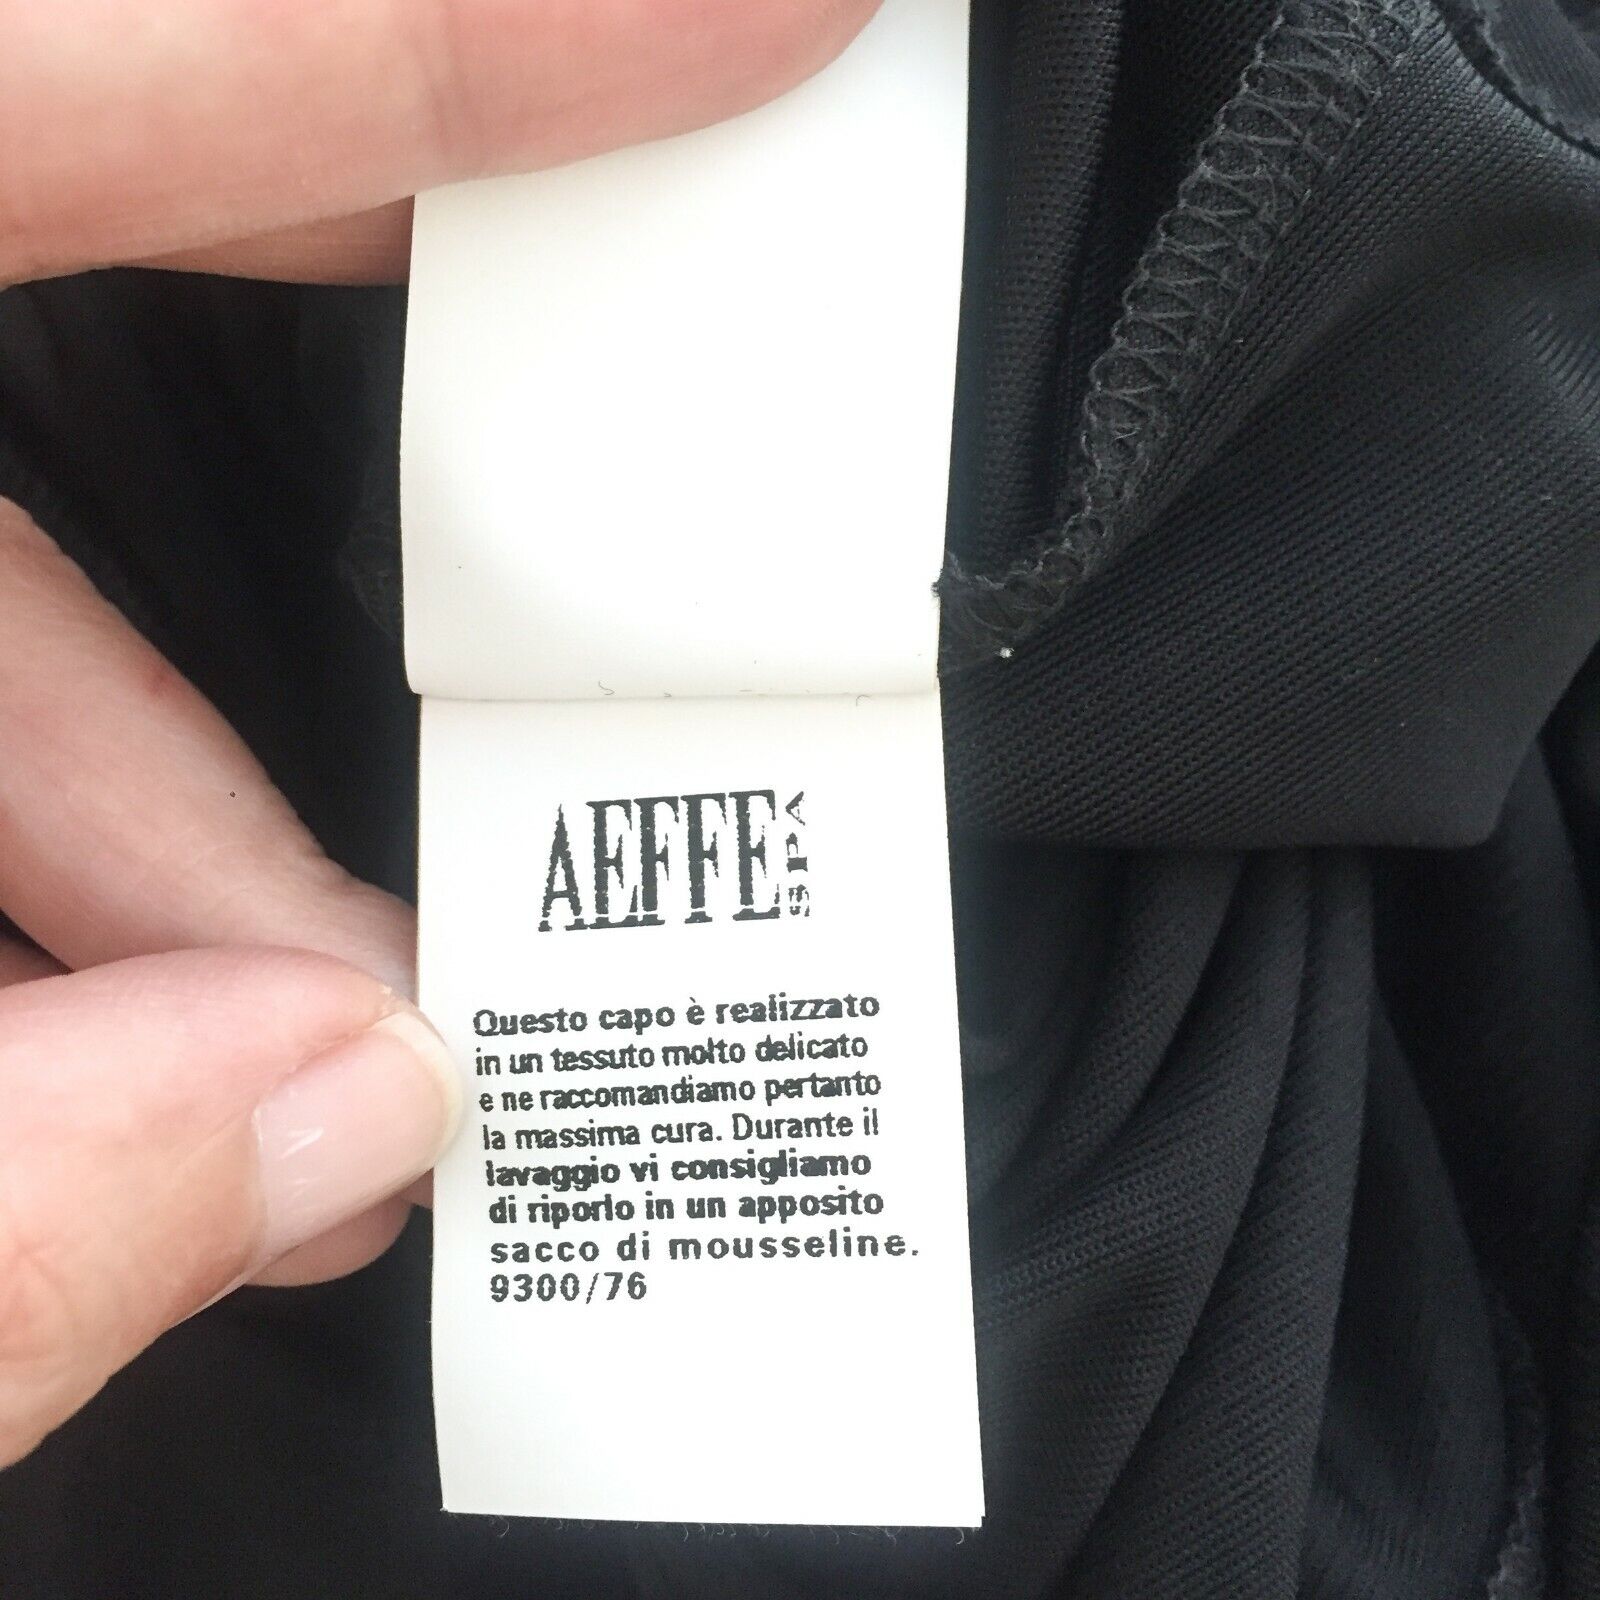 AEFFE SPA
Questo capo è realizzato
in un tessuto molto delicato
e ne raccomandiamo pertanto
la massima cura. Durante il
lavaggio vi consigliamo
di riporlo in un apposito
sacco di mousseline.
9300/76